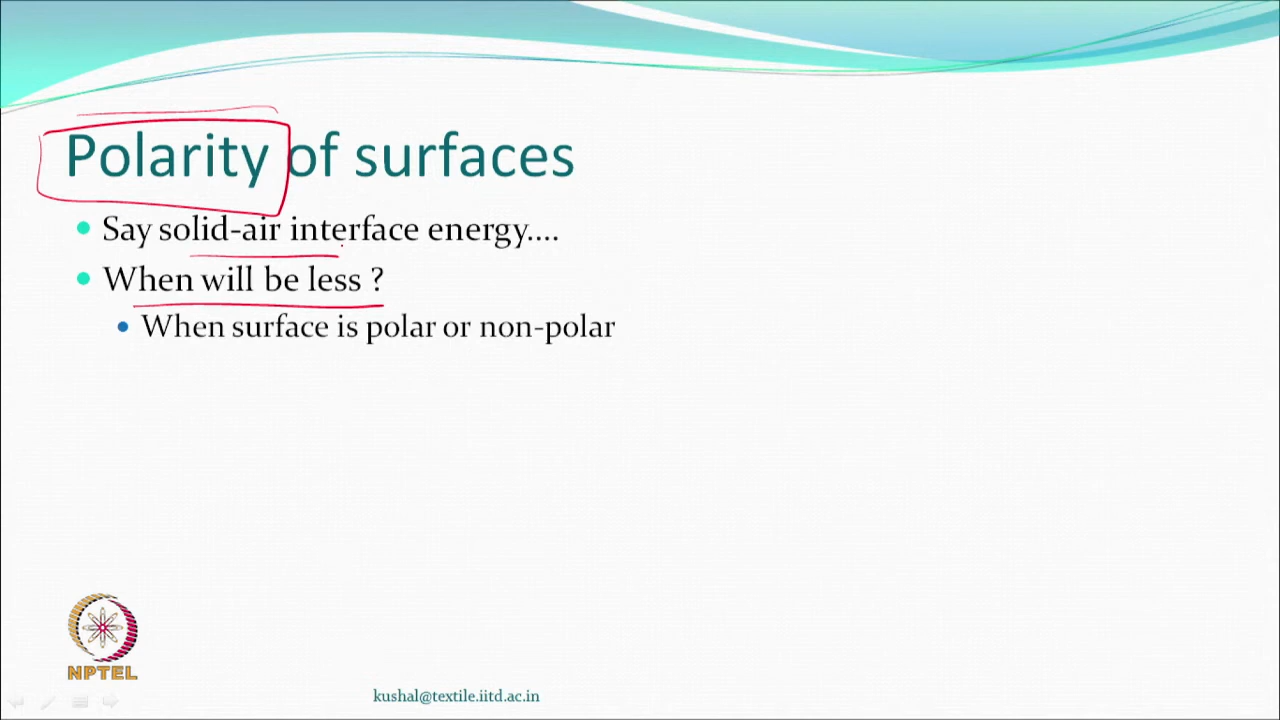 Polarity of surfaces
Say solid-air interface energy....
When will be less ?
When surface is polar or non-polar
NPTEL
kushal@textile.iitd.ac.in